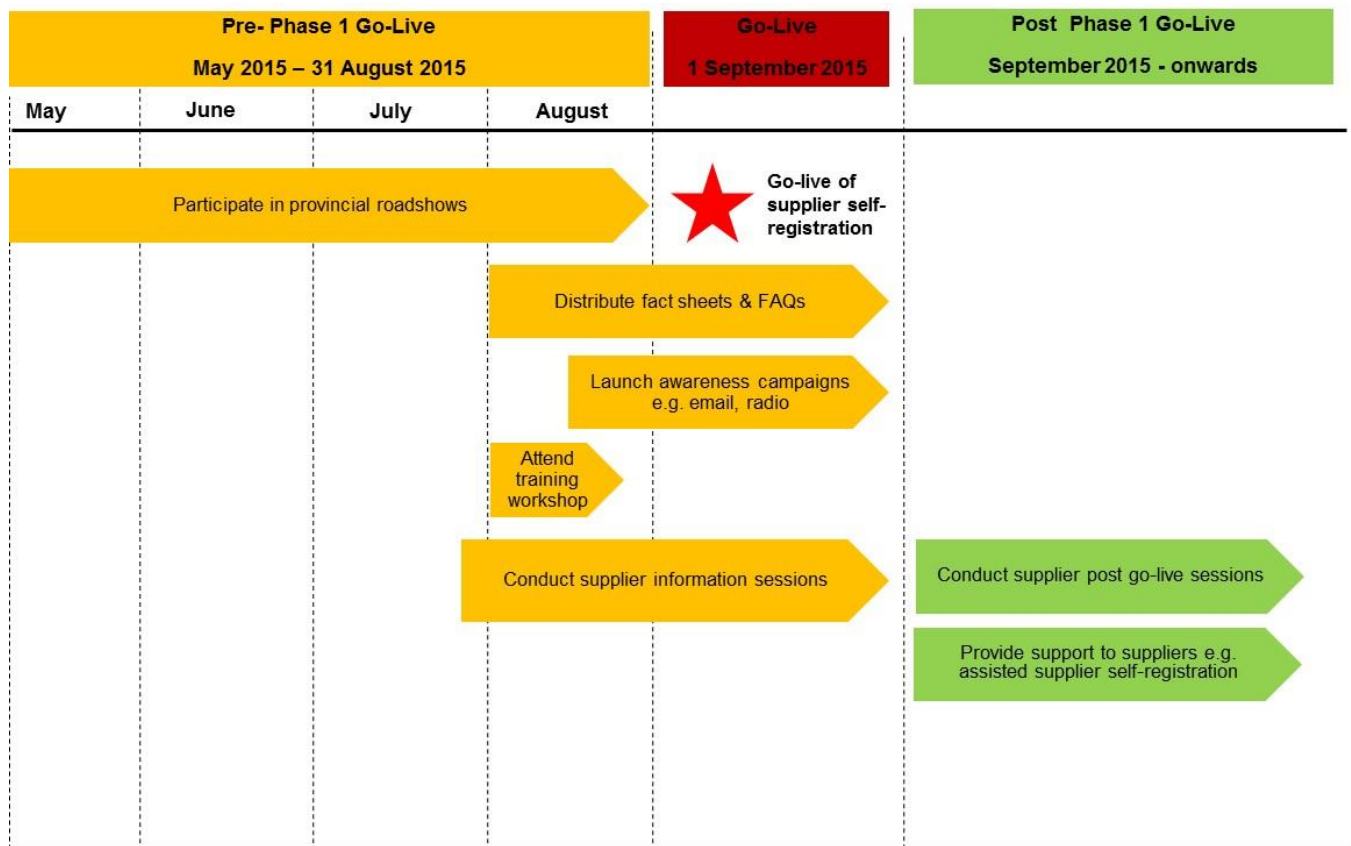 Pre- Phase 1 Go-Live
May 2015 – 31 August 2015
Go-Live
1 September 2015
Post Phase 1 Go-Live
September 2015 - onwards
May
June
July
August
Participate in provincial roadshows
Go-live of
supplier self-
registration
Distribute fact sheets & FAQs
Launch awareness campaigns
e.g. email, radio
Attend
training
workshop
Conduct supplier information sessions
Conduct supplier post go-live sessions
Provide support to suppliers e.g.
assisted supplier self-registration